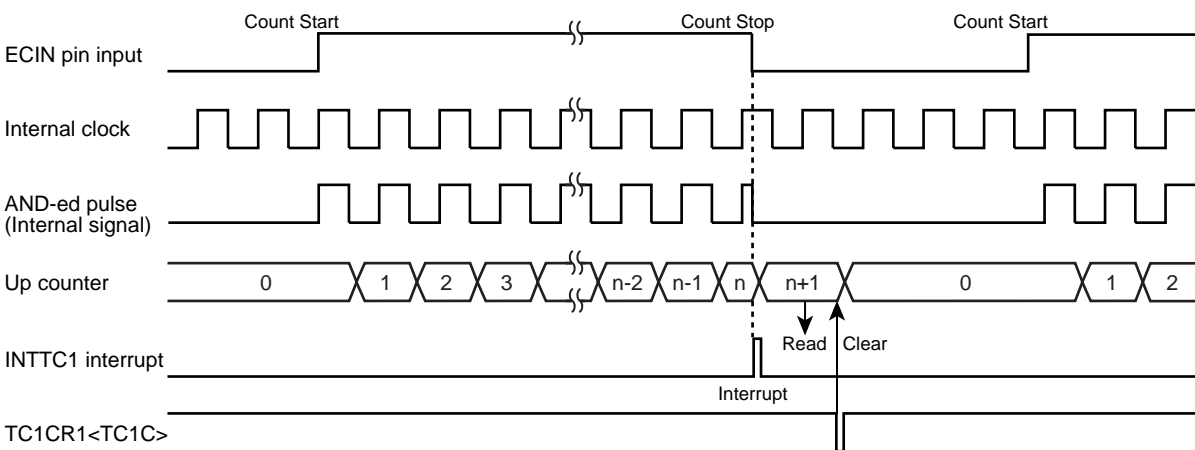 Count Start
Count Stop
Count Start
ECIN pin input
Internal clock
AND-ed pulse
(Internal signal)
Up counter
0 1 2 3 n-2 n-1 n n+1 0 1 2
Read
Clear
INTTC1 interrupt
Interrupt
TC1CR1<TC1C>